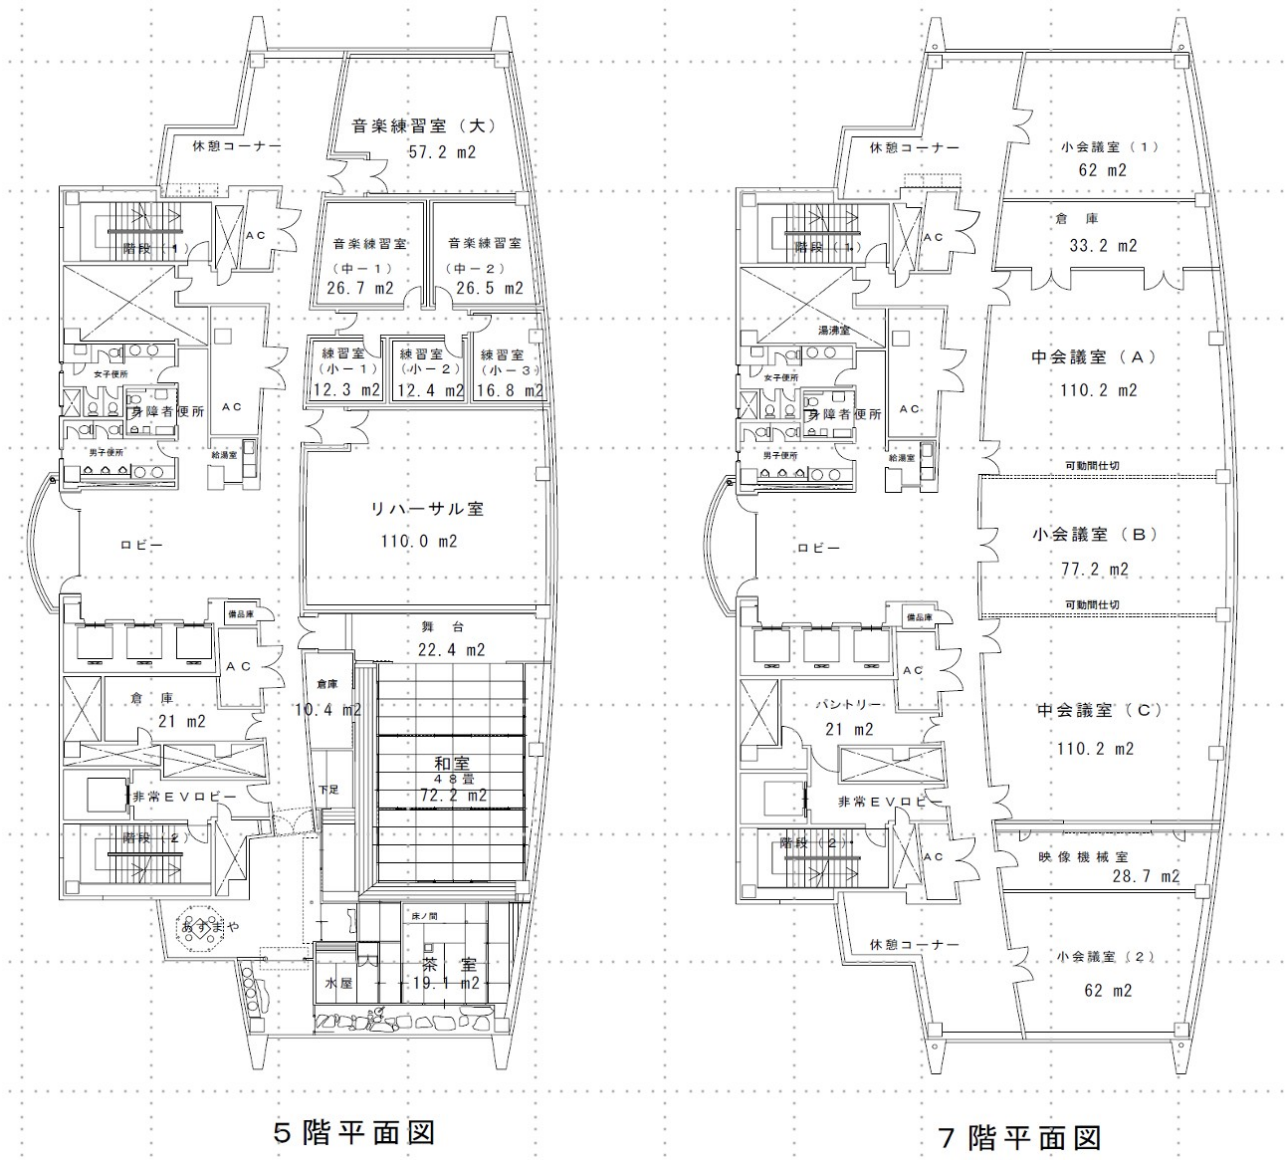 音楽練習室（大）
57.2 m2
休憩コーナー
階段（1）
AC
音楽練習室
（中－1）
26.7 m2
音楽練習室
（中－2）
26.5 m2
練習室
（小－1）
12.3 m2
練習室
（小－2）
12.4 m2
練習室
（小－3）
16.8 m2
女子便所
身障者便所
AC
男子便所
給湯室
リハーサル室
110.0 m2
ロビー
備品庫
舞 台
22.4 m2
AC
倉 庫
21 m2
倉庫
10.4 m2
和室
48畳
72.2 m2
下足
非常EVロビー
階段（2）
あずまや
床ノ間
茶 室
19.1 m2
水屋
5階平面図
小会議室（1）
62 m2
休憩コーナー
倉 庫
33.2 m2
階段（1）
AC
湯沸室
中会議室（A）
110.2 m2
女子便所
身障者便所
AC
男子便所
給湯室
可動間仕切
小会議室（B）
77.2 m2
ロビー
可動間仕切
備品庫
AC
パントリー
21 m2
中会議室（C）
110.2 m2
非常EVロビー
階段（2）
AC
映像機械室
28.7 m2
休憩コーナー
小会議室（2）
62 m2
7階平面図